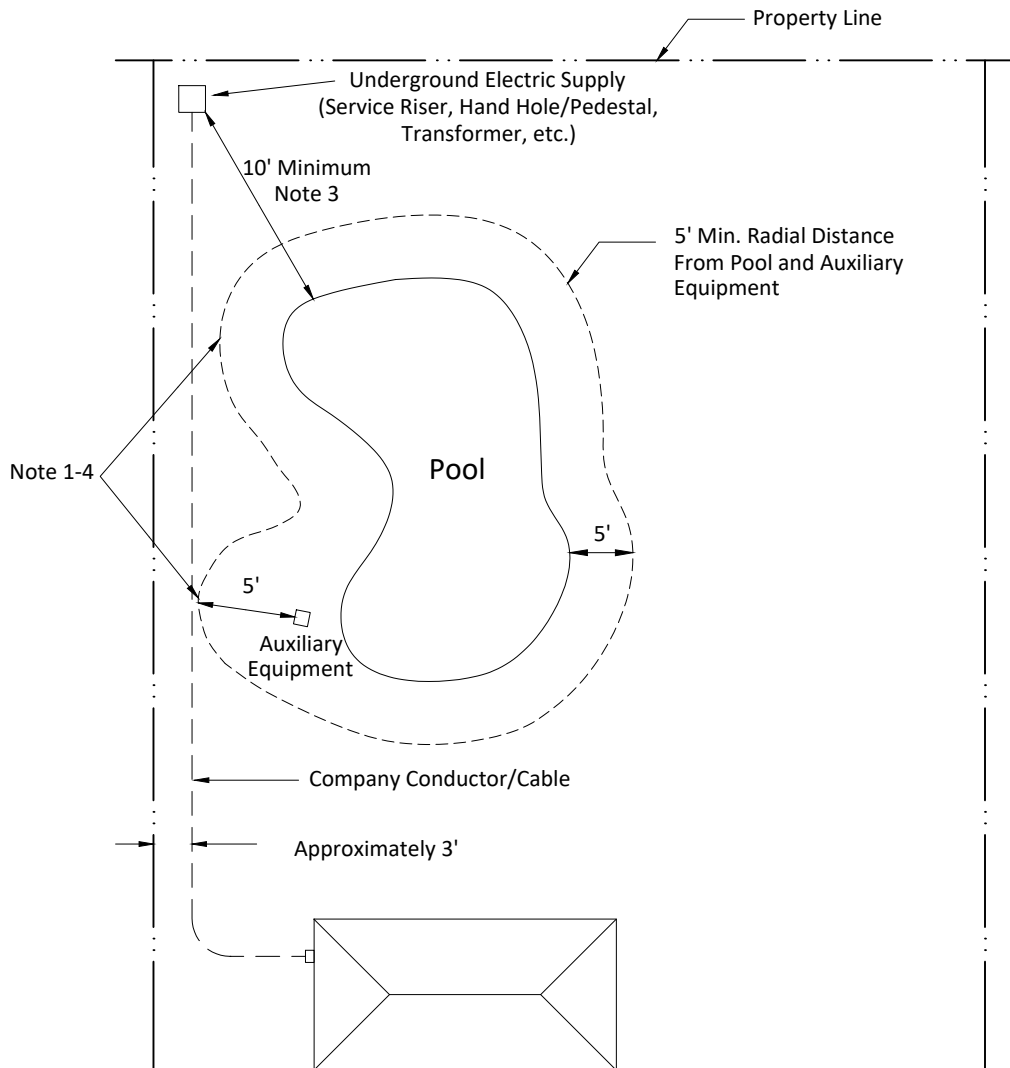 Property Line
Underground Electric Supply
(Service Riser, Hand Hole/Pedestal,
Transformer, etc.)
10' Minimum
Note 3
5' Min. Radial Distance
From Pool and Auxiliary
Equipment
Note 1-4
Pool
5'
5'
Auxiliary
Equipment
Company Conductor/Cable
Approximately 3'